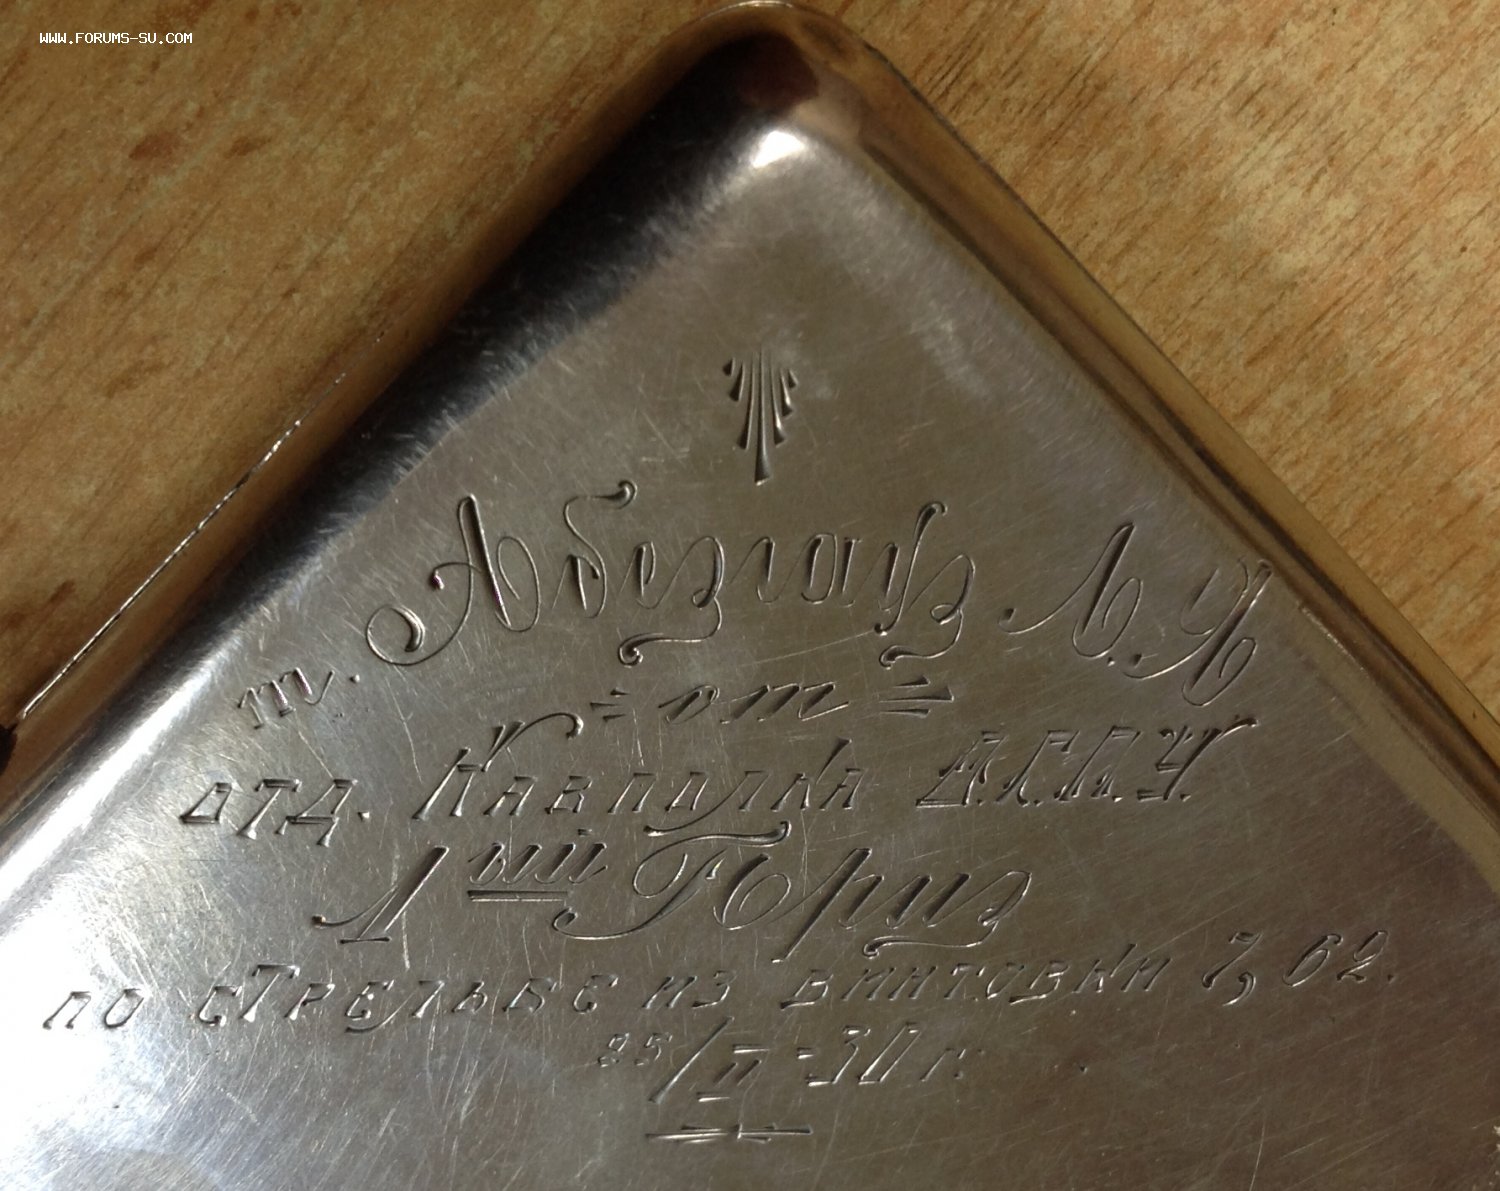 WWW.FORUMS-SU.COM
т. Абезгауз Л. Я
от
отд. Кавполка Д.Г.П.У.
1ый Приз
по стрельбе из винтовки 7,62.
25/II-30 г.